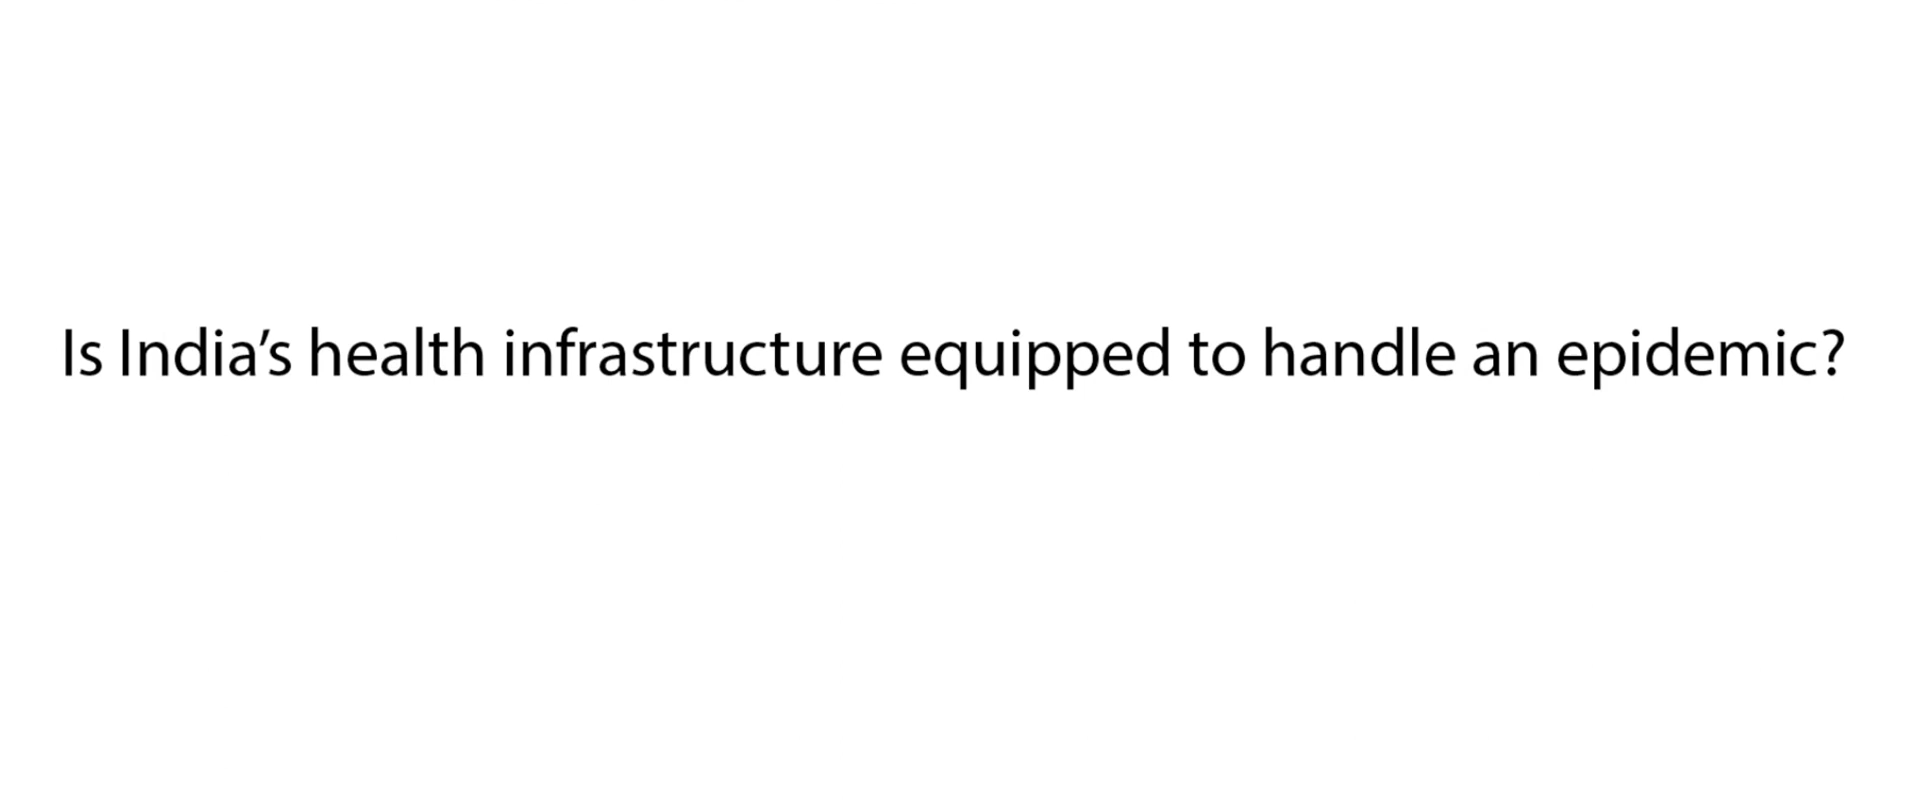 Is India’s health infrastructure equipped to handle an epidemic?